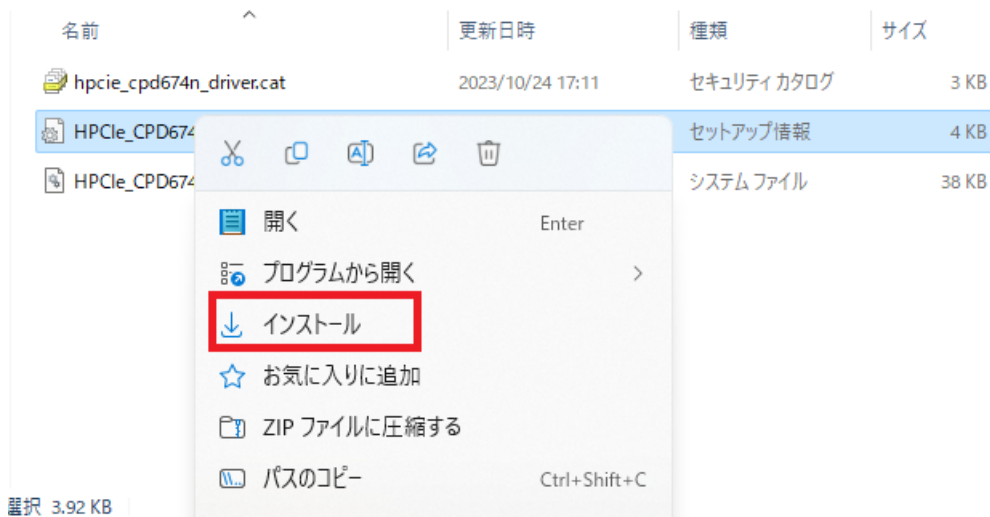 名前 更新日時 種類 サイズ
hpcie_cpd674n_driver.cat 2023/10/24 17:11 セキュリティ カタログ 3 KB
HPCIe_CPD674 セットアップ情報 4 KB
HPCIe_CPD674 システム ファイル 38 KB
開く Enter
プログラムから開く
インストール
お気に入りに追加
ZIP ファイルに圧縮する
パスのコピー Ctrl+Shift+C
選択 3.92 KB